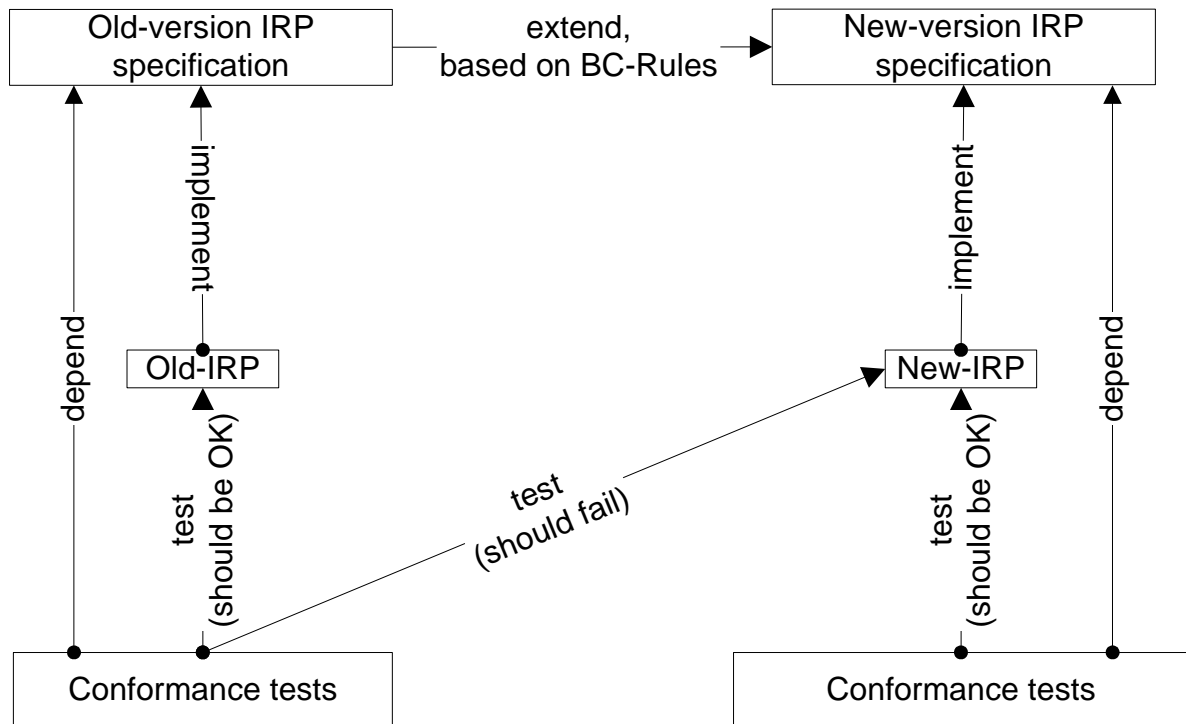 Old-version IRP
specification
extend,
based on BC-Rules
New-version IRP
specification
depend
implement
implement
depend
Old-IRP
New-IRP
test
(should be OK)
test
(should fail)
test
(should be OK)
Conformance tests
Conformance tests